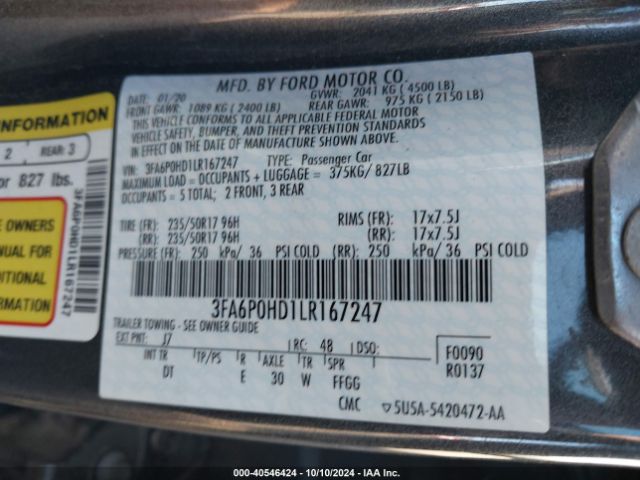 MFD. BY FORD MOTOR CO.
01/20 GVWR: 2041 KG ( 4500 LB)
FRONT GAWR: 1089 KG ( 2400 LB) REAR GAWR: 975 KG ( 2150 LB)
THIS VEHICLE CONFORMS TO ALL APPLICABLE FEDERAL MOTOR
VEHICLE SAFETY, BUMPER, AND THEFT PREVENTION STANDARDS
IN EFFECT ON THE DATE OF MANUFACTURE SHOWN ABOVE.
VIN: 3FA6P0HD1LR167247 TYPE: Passenger Car
MAXIMUM LOAD = OCCUPANTS + LUGGAGE = 375KG/ 827LB
OCCUPANTS = 5 TOTAL; 2 FRONT, 3 REAR
TIRE (FR): 235/50R17 96H RIMS (FR): 17x7.5J
(RR): 235/50R17 96H (RR): 17x7.5J
PRESSURE (FR): 250 kPa/ 36 PSI COLD (RR): 250 kPa/ 36 PSI COLD
3FA6P0HD1LR167247
TRAILER TOWING - SEE OWNER GUIDE
EXT PNT: J7 RC: 48 DSO: F0090
INT TR TP/PS R AXLE TR SPR R0137
DT E 30 W FFGG
CMC 5U5A-5420472-AA
INFORMATION
2 REAR: 3
or 827 lbs.
E OWNERS
NUAL FOR
DITIONAL
RMATION
3FA6P0HD1LR167247
000-40546424 - 10/10/2024 - IAA Inc.